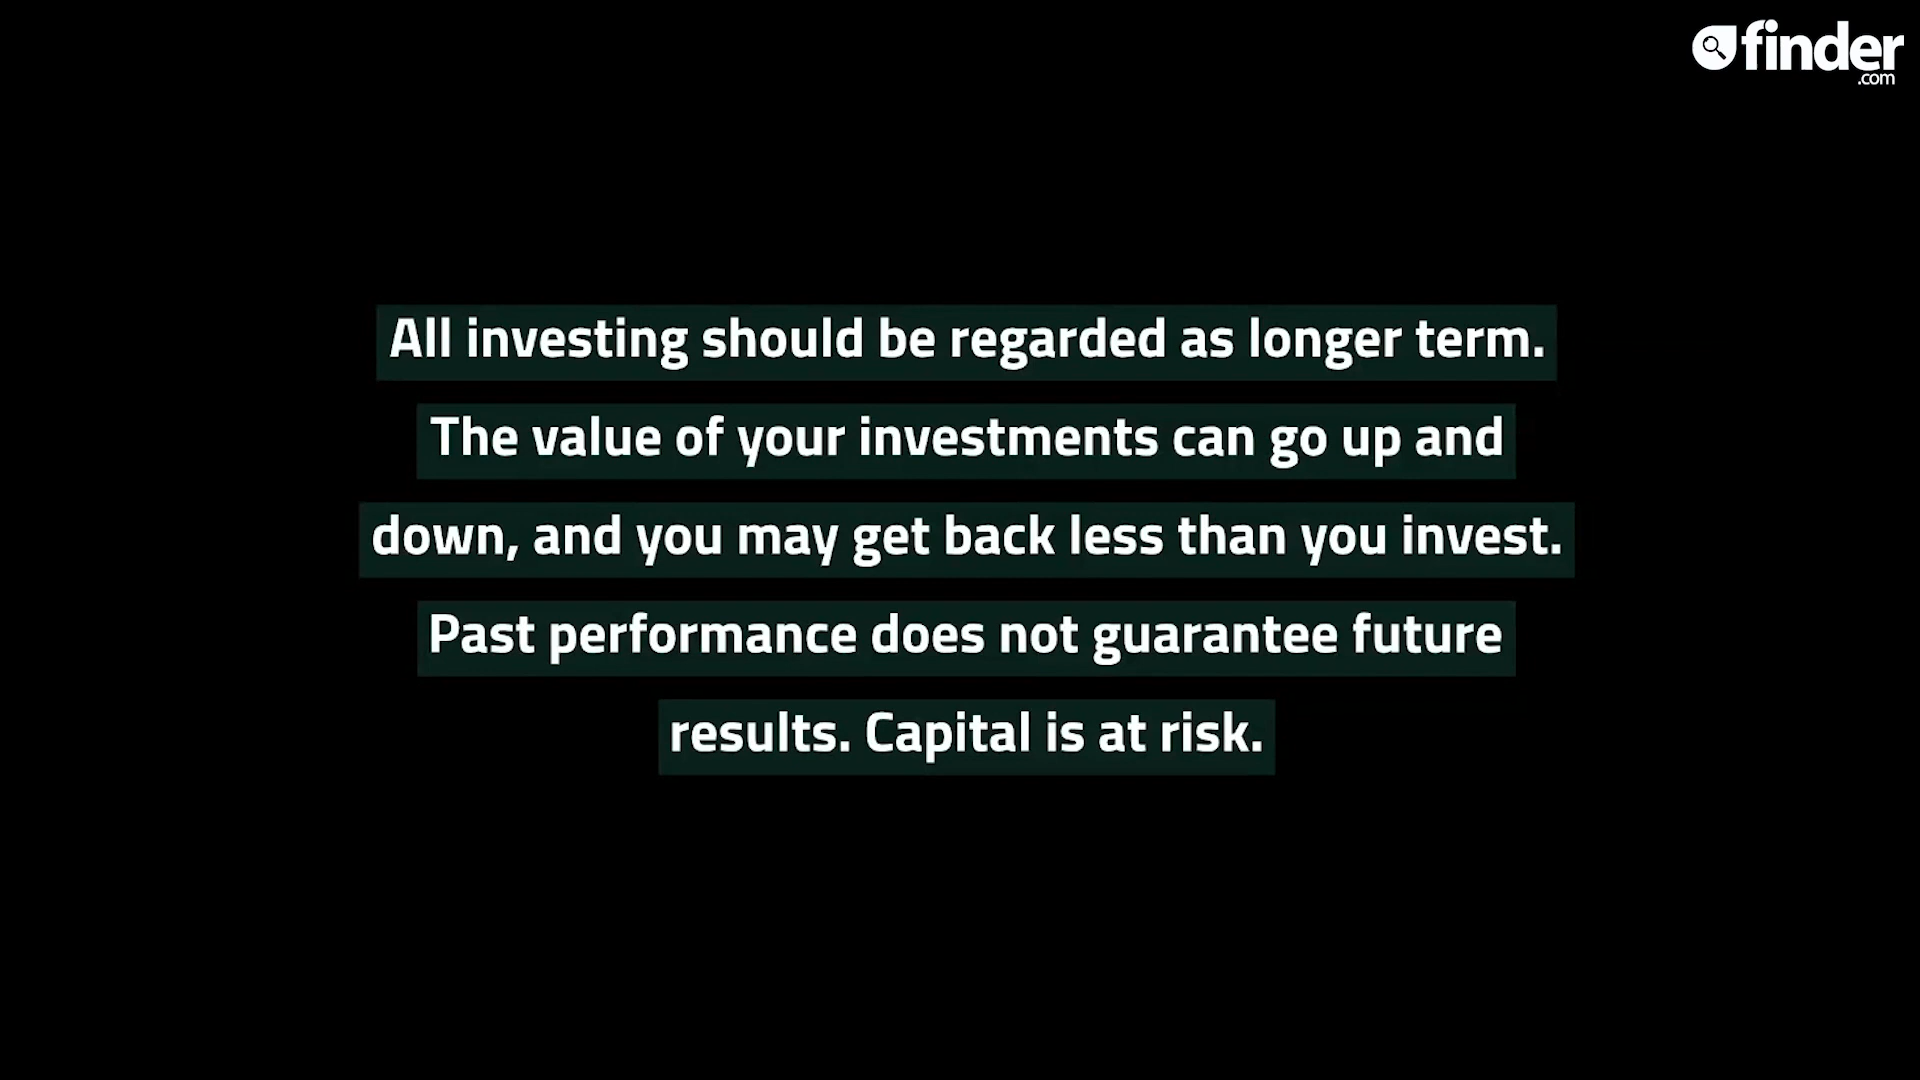 finder
.com
All investing should be regarded as longer term.
The value of your investments can go up and
down, and you may get back less than you invest.
Past performance does not guarantee future
results. Capital is at risk.